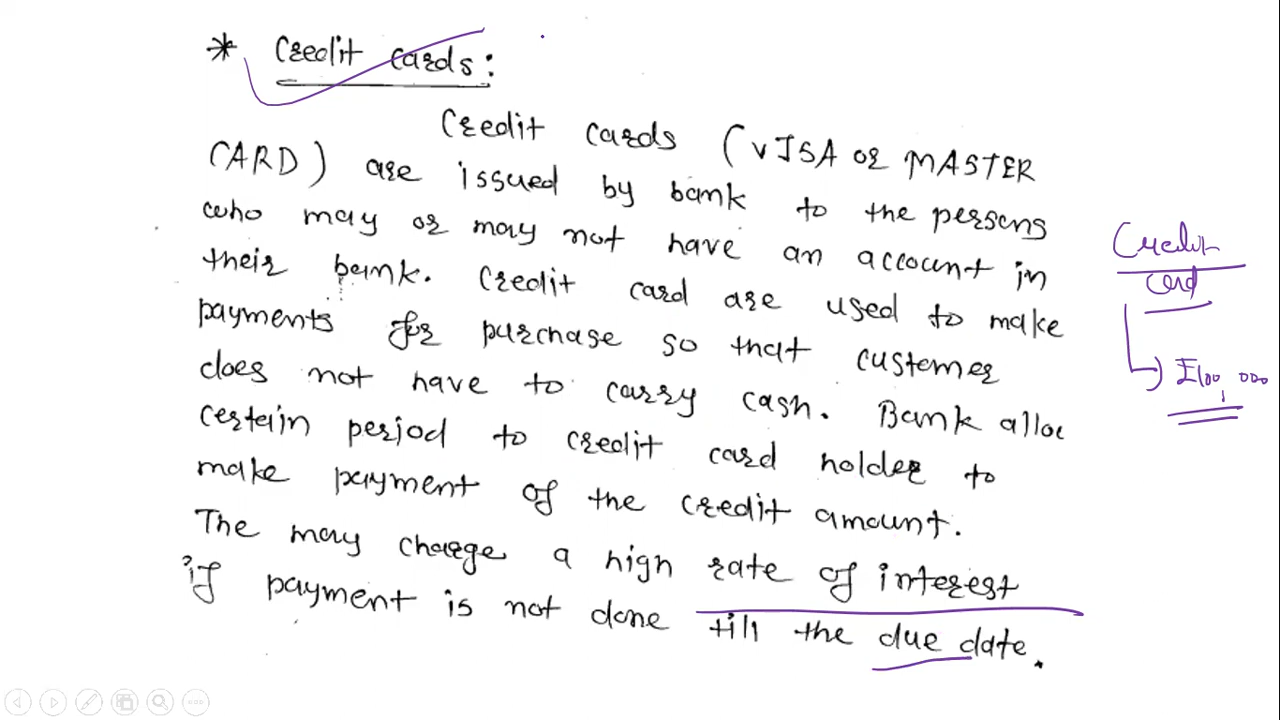 * Credit Cards:
Credit cards (VISA or MASTER
CARD) are issued by bank to the persons
who may or may not have an account in
their bank. Credit card are used to make
payments for purchase so that customer
does not have to carry cash. Bank alloc
certain period to credit card holder to
make payment of the credit amount.
The may charge a high rate of interest
if payment is not done till the due date.
Credit
card
100,000